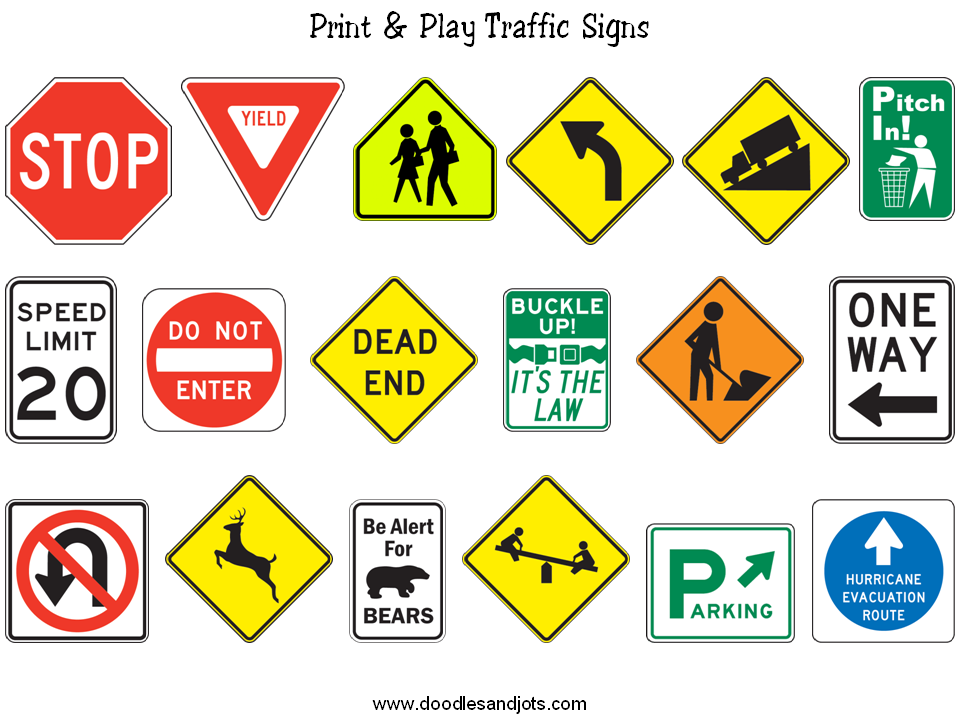 Print & Play Traffic Signs
STOP
YIELD
Pitch
In!
SPEED
LIMIT
20
DO NOT
ENTER
DEAD
END
BUCKLE
UP!
IT'S THE
LAW
ONE
WAY
Be Alert
For
BEARS
PARKING
HURRICANE
EVACUATION
ROUTE
www.doodlesandjots.com